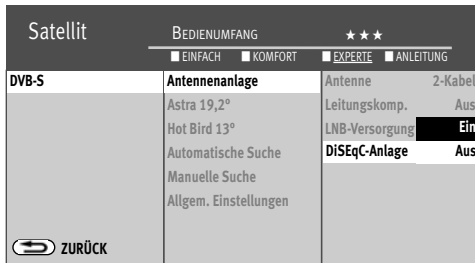 Satellit
BEDIENUMFANG ★★★
EINFACH KOMFORT EXPERTE ANLEITUNG
DVB-S Antennenanlage Antenne 2-Kabel
Astra 19,2° Leitungskomp. Aus
Hot Bird 13° LNB-Versorgung Ein
Automatische Suche DiSEqC-Anlage Aus
Manuelle Suche
Allgem. Einstellungen
ZURÜCK